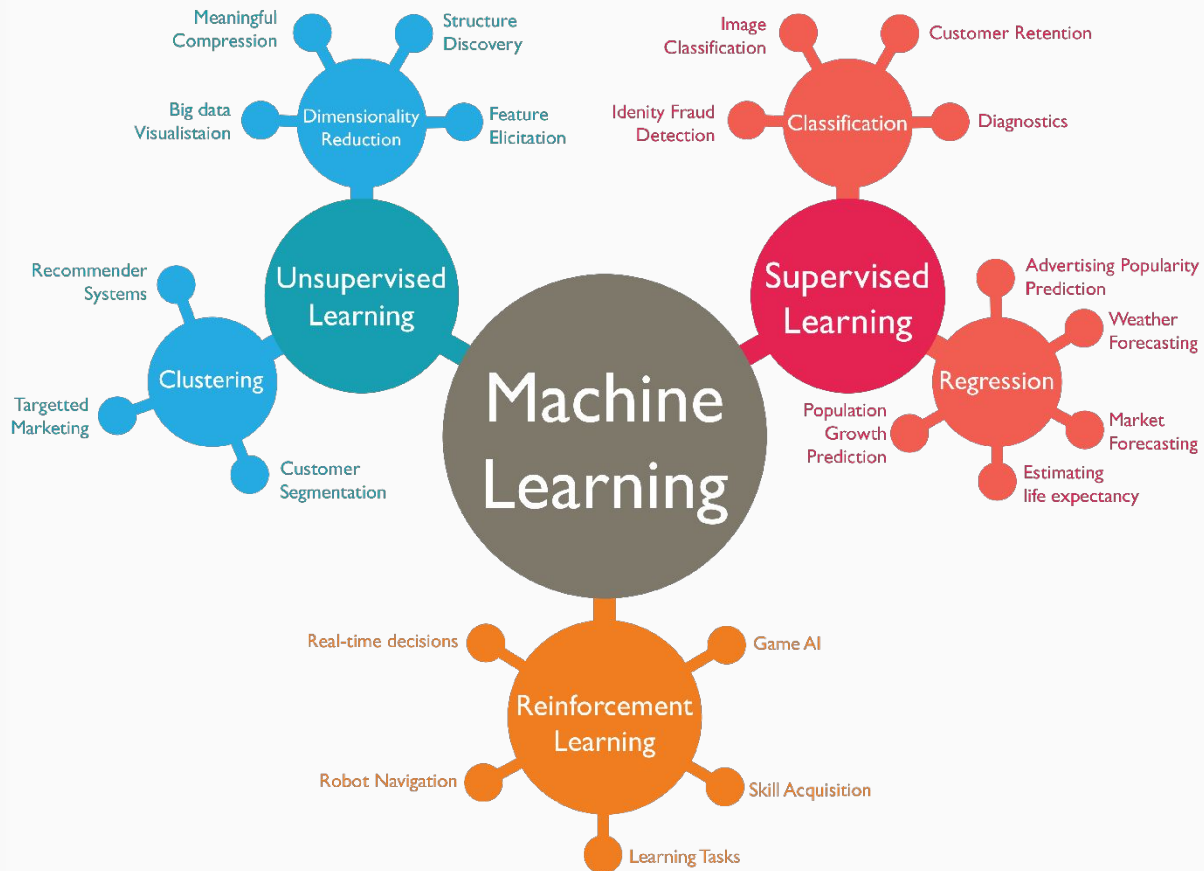 Meaningful
Compression
Structure
Discovery
Big data
Visualistaion
Dimensionality
Reduction
Feature
Elicitation
Image
Classification
Customer Retention
Idenity Fraud
Detection
Classification
Diagnostics
Recommender
Systems
Unsupervised
Learning
Clustering
Targetted
Marketing
Customer
Segmentation
Supervised
Learning
Advertising Popularity
Prediction
Weather
Forecasting
Regression
Population
Growth
Prediction
Market
Forecasting
Estimating
life expectancy
Machine
Learning
Real-time decisions
Game AI
Reinforcement
Learning
Robot Navigation
Skill Acquisition
Learning Tasks